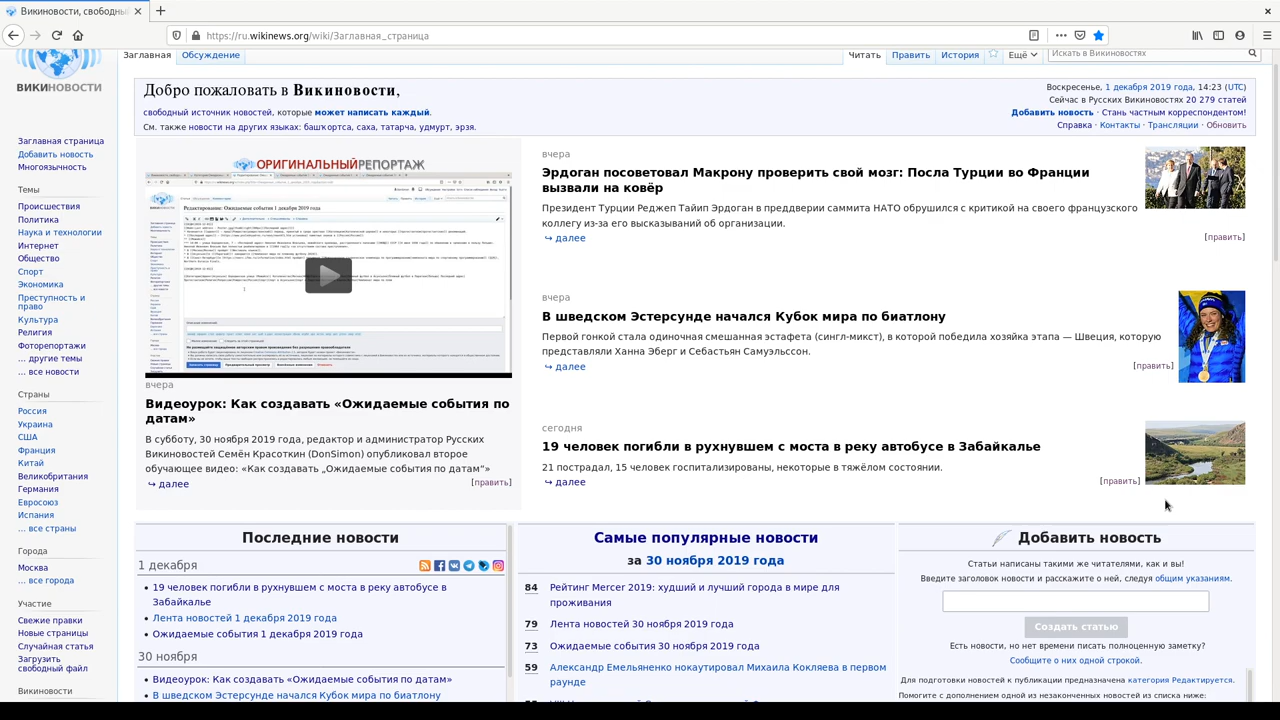 Викиновости, свободны
https://ru.wikinews.org/wiki/Заглавная_страница
ВИКИНОВОСТИ
Заглавная страница
Добавить новость
Многоязычность
Темы
Происшествия
Политика
Наука и технологии
Интернет
Общество
Спорт
Экономика
Преступность и
право
Культура
Религия
Фоторепортажи
... другие темы
... все новости
Страны
Россия
Украина
США
Франция
Китай
Великобритания
Германия
Евросоюз
Испания
... все страны
Города
Москва
... все города
Участие
Свежие правки
Новые страницы
Случайная статья
Загрузить
свободный файл
Викиновости
Заглавная Обсуждение Читать Править История Ещё Искать в Викиновостях
Добро пожаловать в Викиновости,
свободный источник новостей, которые может написать каждый.
См. также новости на других языках: башҡортса, саха, татарча, удмурт, эрзя.
Воскресенье, 1 декабря 2019 года, 14:23 (UTC)
Сейчас в Русских Викиновостях 20 279 статей
Добавить новость · Стань частным корреспондентом!
Справка · Контакты · Трансляции · Обновить
ОРИГИНАЛЬНЫЙРЕПОРТАЖ
Редактирование: Ожидаемые события 1 декабря 2019 года
вчера
Видеоурок: Как создавать «Ожидаемые события по
датам»
В субботу, 30 ноября 2019 года, редактор и администратор Русских
Викиновостей Семён Красоткин (DonSimon) опубликовал второе
обучающее видео: «Как создавать „Ожидаемые события по датам“»
↪ далее [править]
вчера
Эрдоган посоветовал Макрону проверить свой мозг: Посла Турции во Франции
вызвали на ковёр
Президент Турции Реджеп Тайип Эрдоган в преддверии саммита НАТО обрушился с критикой на своего французского
коллегу из-за его высказываний об организации.
↪ далее [править]
вчера
В шведском Эстерсунде начался Кубок мира по биатлону
Первой гонкой стала одиночная смешанная эстафета (сингл-микст), в которой победили хозяйка этапа — Швеция, которую
представляли Ханна Эберг и Себастьян Самуэльссон.
↪ далее [править]
сегодня
19 человек погибли в рухнувшем с моста в реку автобусе в Забайкалье
21 пострадал, 15 человек госпитализированы, некоторые в тяжёлом состоянии.
↪ далее [править]
Последние новости
1 декабря
• 19 человек погибли в рухнувшем с моста в реку автобусе в
Забайкалье
• Лента новостей 1 декабря 2019 года
• Ожидаемые события 1 декабря 2019 года
30 ноября
• Видеоурок: Как создавать «Ожидаемые события по датам»
• В шведском Эстерсунде начался Кубок мира по биатлону
Самые популярные новости
за 30 ноября 2019 года
84 Рейтинг Mercer 2019: худший и лучший города в мире для
проживания
79 Лента новостей 30 ноября 2019 года
73 Ожидаемые события 30 ноября 2019 года
59 Александр Емельяненко нокаутировал Михаила Кокляева в первом
раунде
Добавить новость
Статьи написаны такими же читателями, как и вы!
Введите заголовок новости и расскажите о ней, следуя общим указаниям.
Создать статью
Есть новости, но нет времени писать полноценную заметку?
Сообщите о них одной строкой.
Для подготовки новостей к публикации предназначена категория Редактируется.
Помогите с дополнением одной из незаконченных новостей из списка ниже: